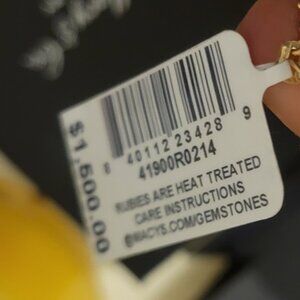 $1,500.00
8 40112 23428 9
41900R0214
RUBIES ARE HEAT TREATED
CARE INSTRUCTIONS
@MACYS.COM/GEMSTONES